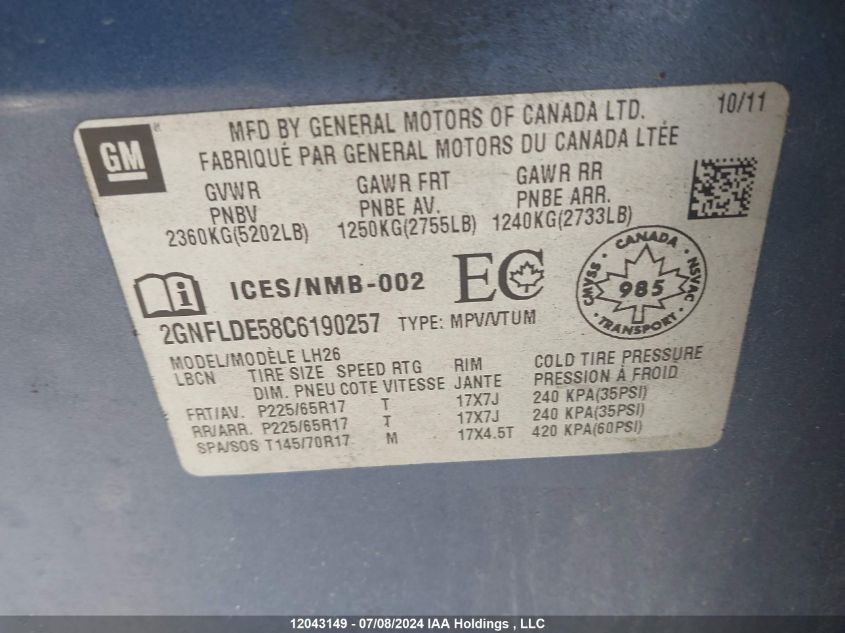 GM
MFD BY GENERAL MOTORS OF CANADA LTD. 10/11
FABRIQUÉ PAR GENERAL MOTORS DU CANADA LTÉE
GVWR GAWR FRT GAWR RR
PNBV PNBE AV. PNBE ARR.
2360KG(5202LB) 1250KG(2755LB) 1240KG(2733LB)
i ICES/NMB-002 EC
CANADA
CMVSS 985 NSVAC
TRANSPORT
2GNFLDE58C6190257 TYPE: MPV/VTUM
MODEL/MODÈLE LH26
LBCN TIRE SIZE SPEED RTG RIM COLD TIRE PRESSURE
DIM. PNEU COTE VITESSE JANTE PRESSION À FROID
FRT/AV. P225/65R17 T 17X7J 240 KPA(35PSI)
RR/ARR. P225/65R17 T 17X7J 240 KPA(35PSI)
SPA/SOS T145/70R17 M 17X4.5T 420 KPA(60PSI)
12043149 - 07/08/2024 IAA Holdings , LLC